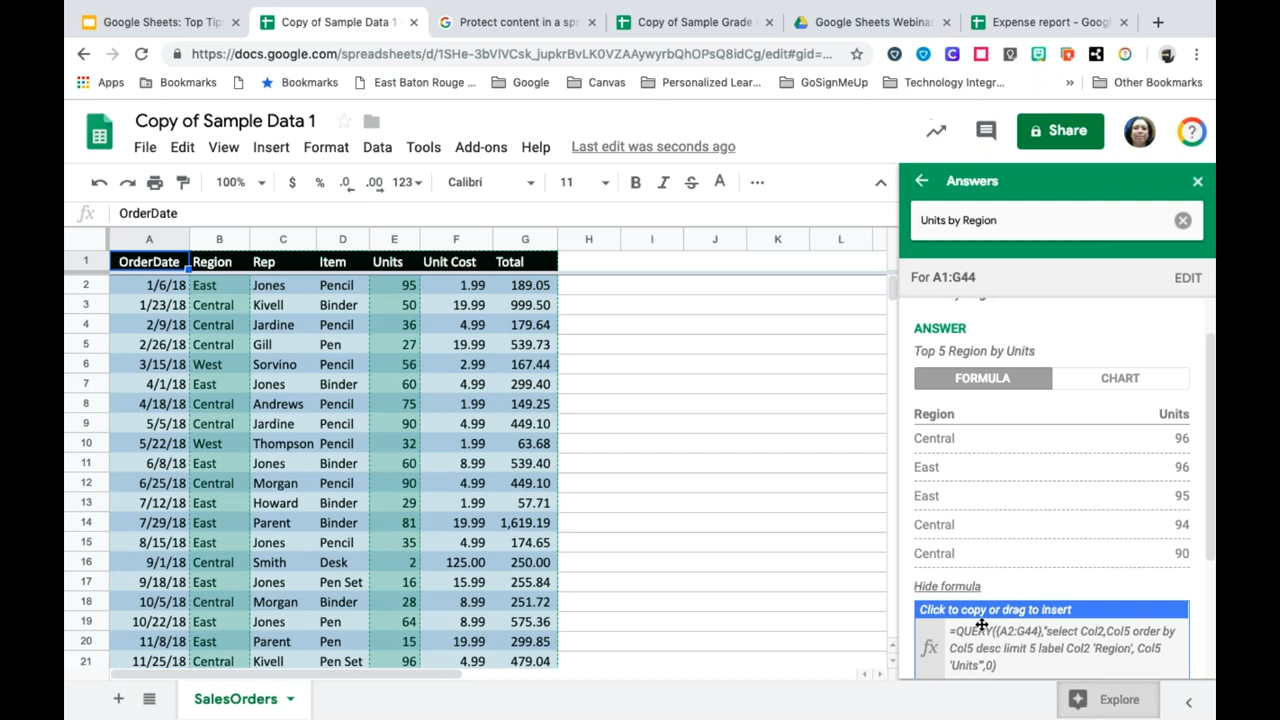 Google Sheets: Top Tip
Copy of Sample Data 1
Protect content in a spr
Copy of Sample Grade
Google Sheets Webinar
Expense report - Googl
https://docs.google.com/spreadsheets/d/1SHe-3bVlVCsk_jupkrBvLK0VZAAywyrbQhOPsQ8idCg/edit#gid=...
Apps
Bookmarks
Bookmarks
East Baton Rouge ...
Google
Canvas
Personalized Lear...
GoSignMeUp
Technology Integr...
»
Other Bookmarks
Copy of Sample Data 1
File Edit View Insert Format Data Tools Add-ons Help Last edit was seconds ago
Share
100% $ % .0 .00 123 Calibri 11 B I S A ...
fx OrderDate
A B C D E F G H I J K L
1 OrderDate Region Rep Item Units Unit Cost Total
2 1/6/18 East Jones Pencil 95 1.99 189.05
3 1/23/18 Central Kivell Binder 50 19.99 999.50
4 2/9/18 Central Jardine Pencil 36 4.99 179.64
5 2/26/18 Central Gill Pen 27 19.99 539.73
6 3/15/18 West Sorvino Pencil 56 2.99 167.44
7 4/1/18 East Jones Binder 60 4.99 299.40
8 4/18/18 Central Andrews Pencil 75 1.99 149.25
9 5/5/18 Central Jardine Pencil 90 4.99 449.10
10 5/22/18 West Thompson Pencil 32 1.99 63.68
11 6/8/18 East Jones Binder 60 8.99 539.40
12 6/25/18 Central Morgan Pencil 90 4.99 449.10
13 7/12/18 East Howard Binder 29 1.99 57.71
14 7/29/18 East Parent Binder 81 19.99 1,619.19
15 8/15/18 East Jones Pencil 35 4.99 174.65
16 9/1/18 Central Smith Desk 2 125.00 250.00
17 9/18/18 East Jones Pen Set 16 15.99 255.84
18 10/5/18 Central Morgan Binder 28 8.99 251.72
19 10/22/18 East Jones Pen 64 8.99 575.36
20 11/8/18 East Parent Pen 15 19.99 299.85
21 11/25/18 Central Kivell Pen Set 96 4.99 479.04
SalesOrders
Answers
Units by Region
For A1:G44 EDIT
ANSWER
Top 5 Region by Units
FORMULA CHART
Region Units
Central 96
East 96
East 95
Central 94
Central 90
Hide formula
Click to copy or drag to insert
fx
=QUERY({A2:G44},"select Col2,Col5 order by
Col5 desc limit 5 label Col2 'Region', Col5
'Units'",0)
Explore